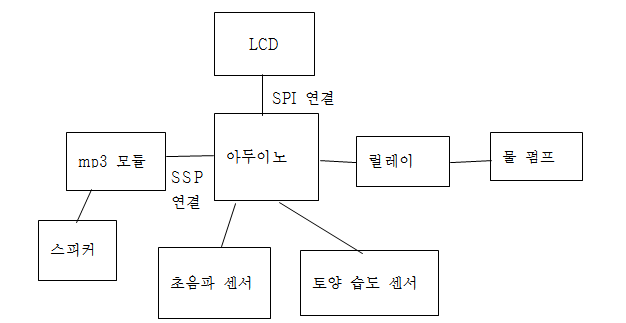 LCD
SPI 연결
mp3 모듈
아두이노
릴레이
물 펌프
SSP
연결
스피커
초음파 센서
토양 습도 센서